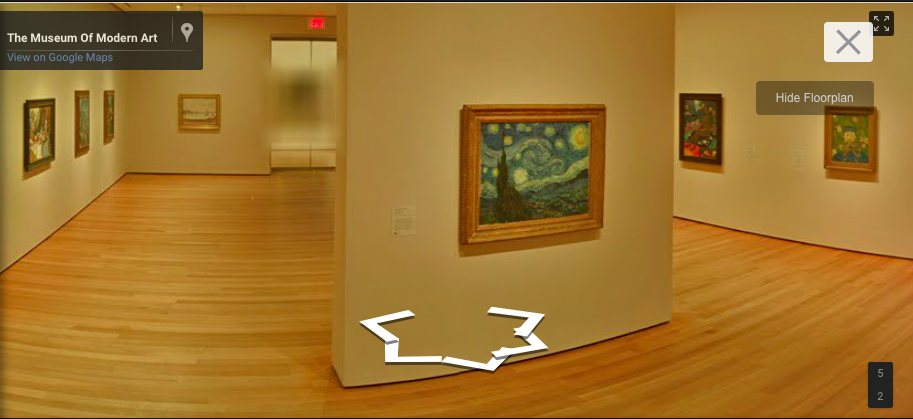 The Museum Of Modern Art
View on Google Maps
Hide Floorplan
5
2